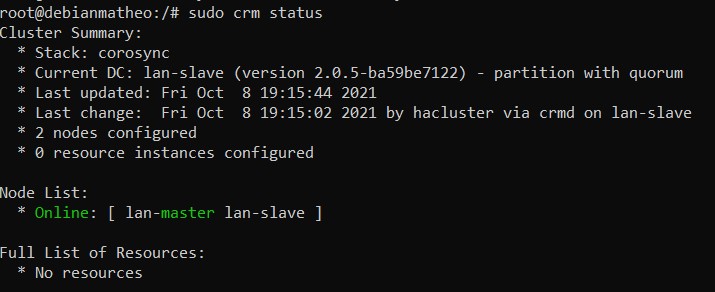 root@debianmatheo:/# sudo crm status
Cluster Summary:
  * Stack: corosync
  * Current DC: lan-slave (version 2.0.5-ba59be7122) - partition with quorum
  * Last updated: Fri Oct  8 19:15:44 2021
  * Last change:  Fri Oct  8 19:15:02 2021 by hacluster via crmd on lan-slave
  * 2 nodes configured
  * 0 resource instances configured

Node List:
  * Online: [ lan-master lan-slave ]

Full List of Resources:
  * No resources